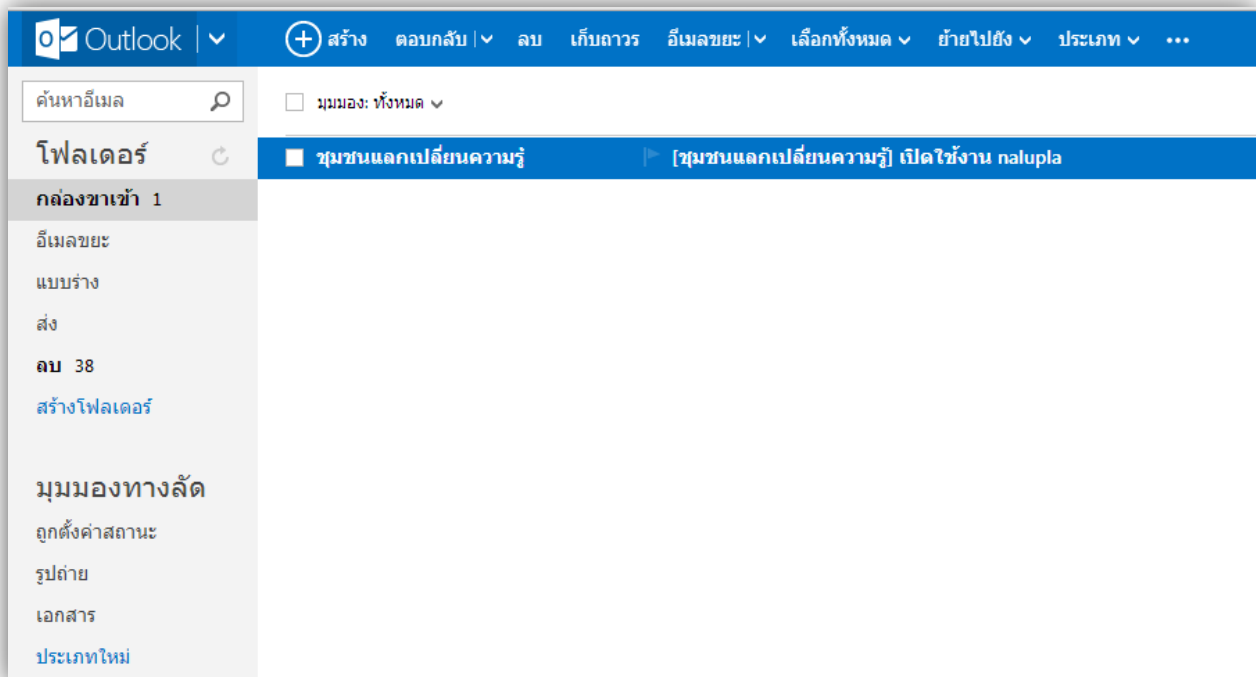 Outlook
สร้าง ตอบกลับ ลบ เก็บถาวร อีเมลขยะ เลือกทั้งหมด ย้ายไปยัง ประเภท •••
ค้นหาอีเมล
มุมมอง: ทั้งหมด
โฟลเดอร์
ชุมชนแลกเปลี่ยนความรู้ [ชุมชนแลกเปลี่ยนความรู้] เปิดใช้งาน nalupla
กล่องขาเข้า 1
อีเมลขยะ
แบบร่าง
ส่ง
ลบ 38
สร้างโฟลเดอร์
มุมมองทางลัด
ถูกตั้งค่าสถานะ
รูปถ่าย
เอกสาร
ประเภทใหม่